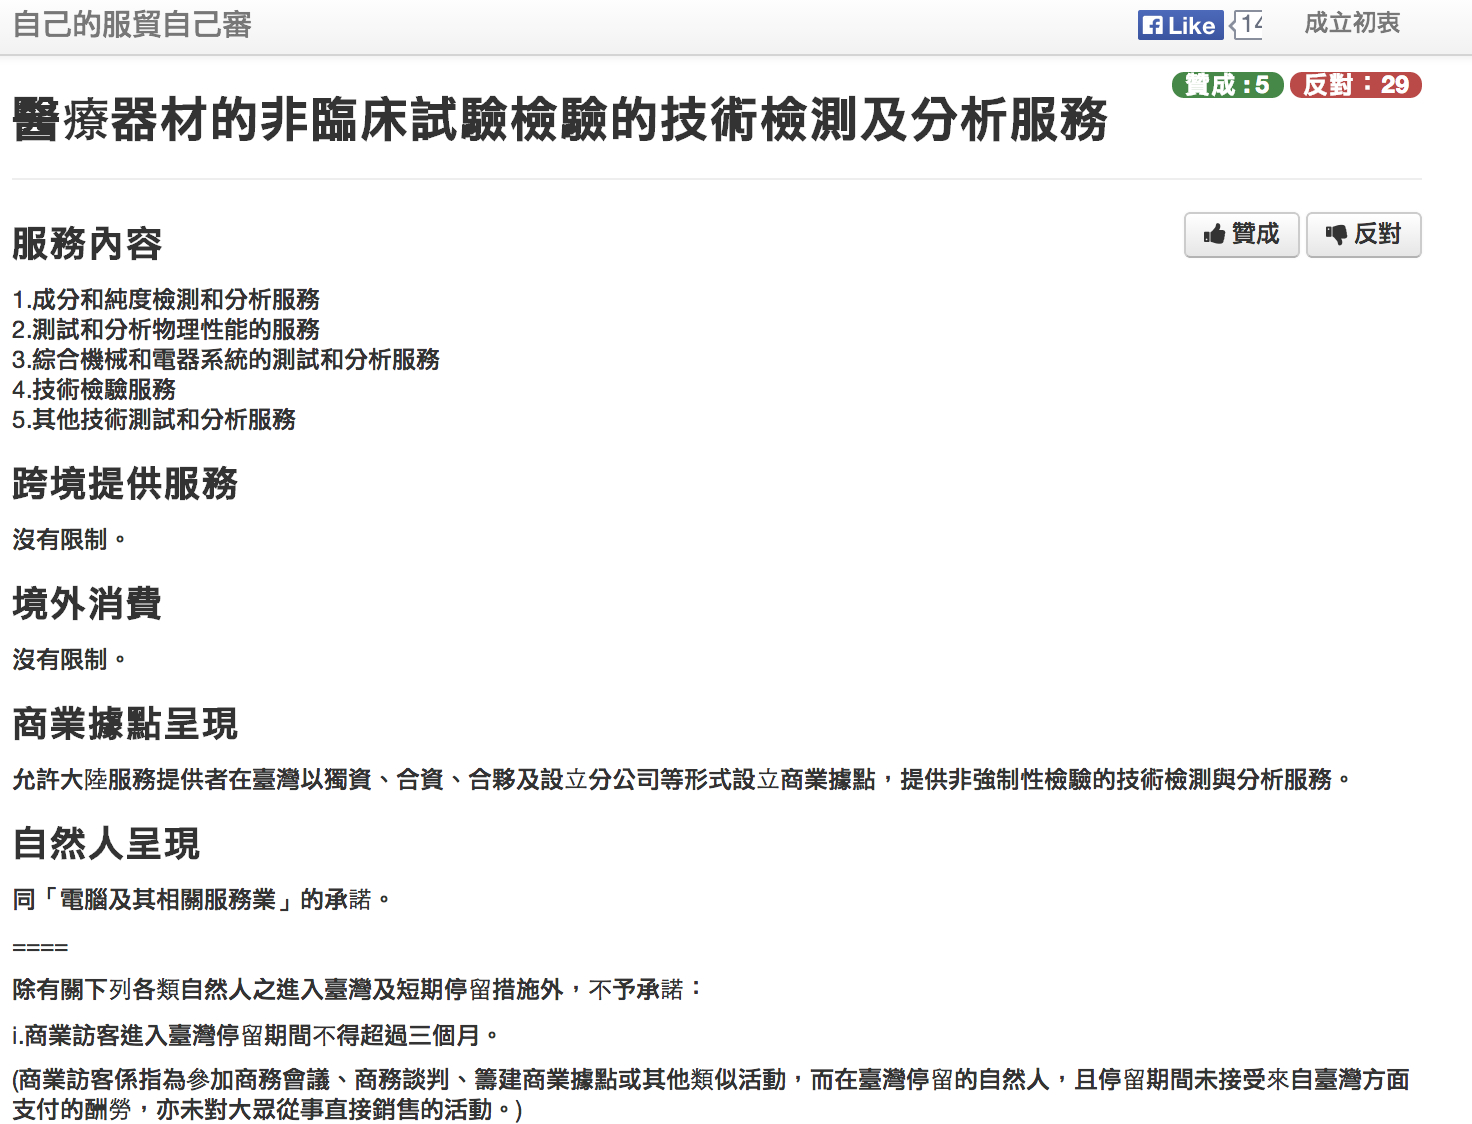 自己的服貿自己審
Like
成立初衷
醫療器材的非臨床試驗檢驗的技術檢測及分析服務
贊成 : 5
反對：29
服務內容
贊成
反對
1.成分和純度檢測和分析服務
2.測試和分析物理性能的服務
3.綜合機械和電器系統的測試和分析服務
4.技術檢驗服務
5.其他技術測試和分析服務
跨境提供服務
沒有限制。
境外消費
沒有限制。
商業據點呈現
允許大陸服務提供者在臺灣以獨資、合資、合夥及設立分公司等形式設立商業據點，提供非強制性檢驗的技術檢測與分析服務。
自然人呈現
同「電腦及其相關服務業」的承諾。
====
除有關下列各類自然人之進入臺灣及短期停留措施外，不予承諾：
i.商業訪客進入臺灣停留期間不得超過三個月。
(商業訪客係指為參加商務會議、商務談判、籌建商業據點或其他類似活動，而在臺灣停留的自然人，且停留期間未接受來自臺灣方面
支付的酬勞，亦未對大眾從事直接銷售的活動。)